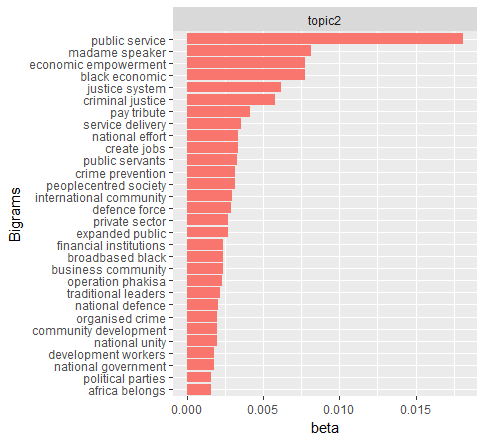 topic2
public service
madame speaker
economic empowerment
black economic
justice system
criminal justice
pay tribute
service delivery
national effort
create jobs
public servants
crime prevention
peoplecentred society
international community
defence force
private sector
expanded public
financial institutions
broadbased black
business community
operation phakisa
traditional leaders
national defence
organised crime
community development
national unity
development workers
national government
political parties
africa belongs
Bigrams
0.000 0.005 0.010 0.015
beta